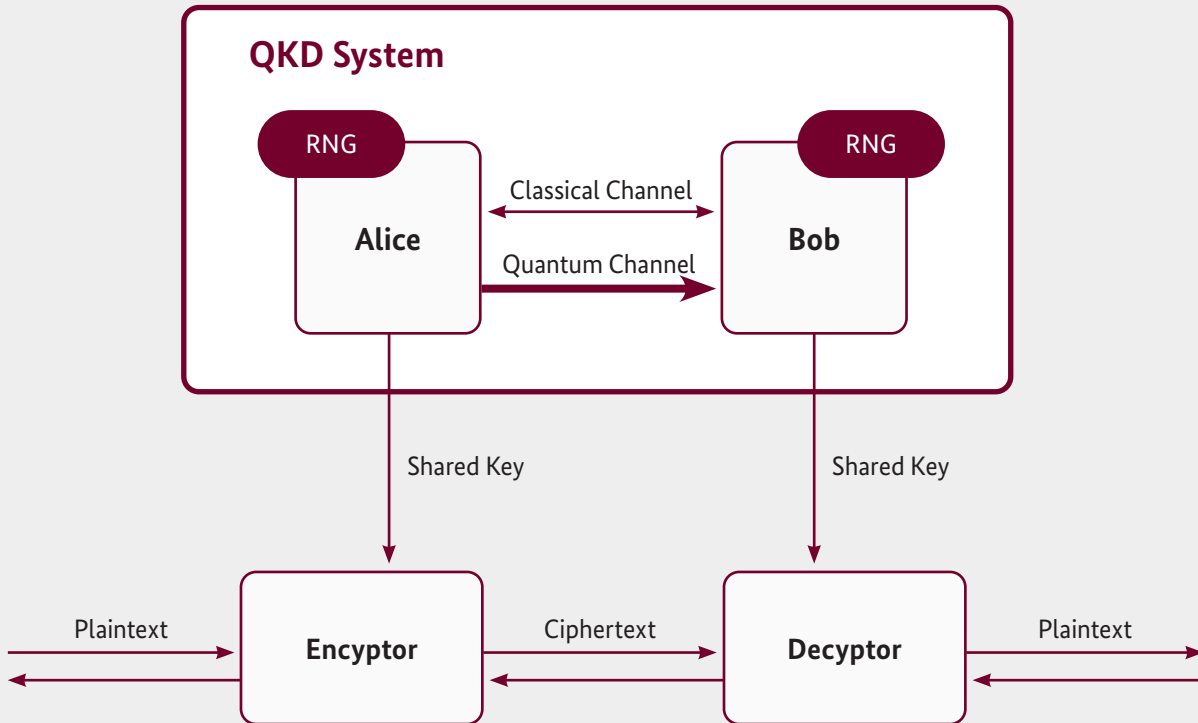 QKD System
RNG
RNG
Classical Channel
Alice
Bob
Quantum Channel
Shared Key
Shared Key
Plaintext
Ciphertext
Plaintext
Encyptor
Decyptor